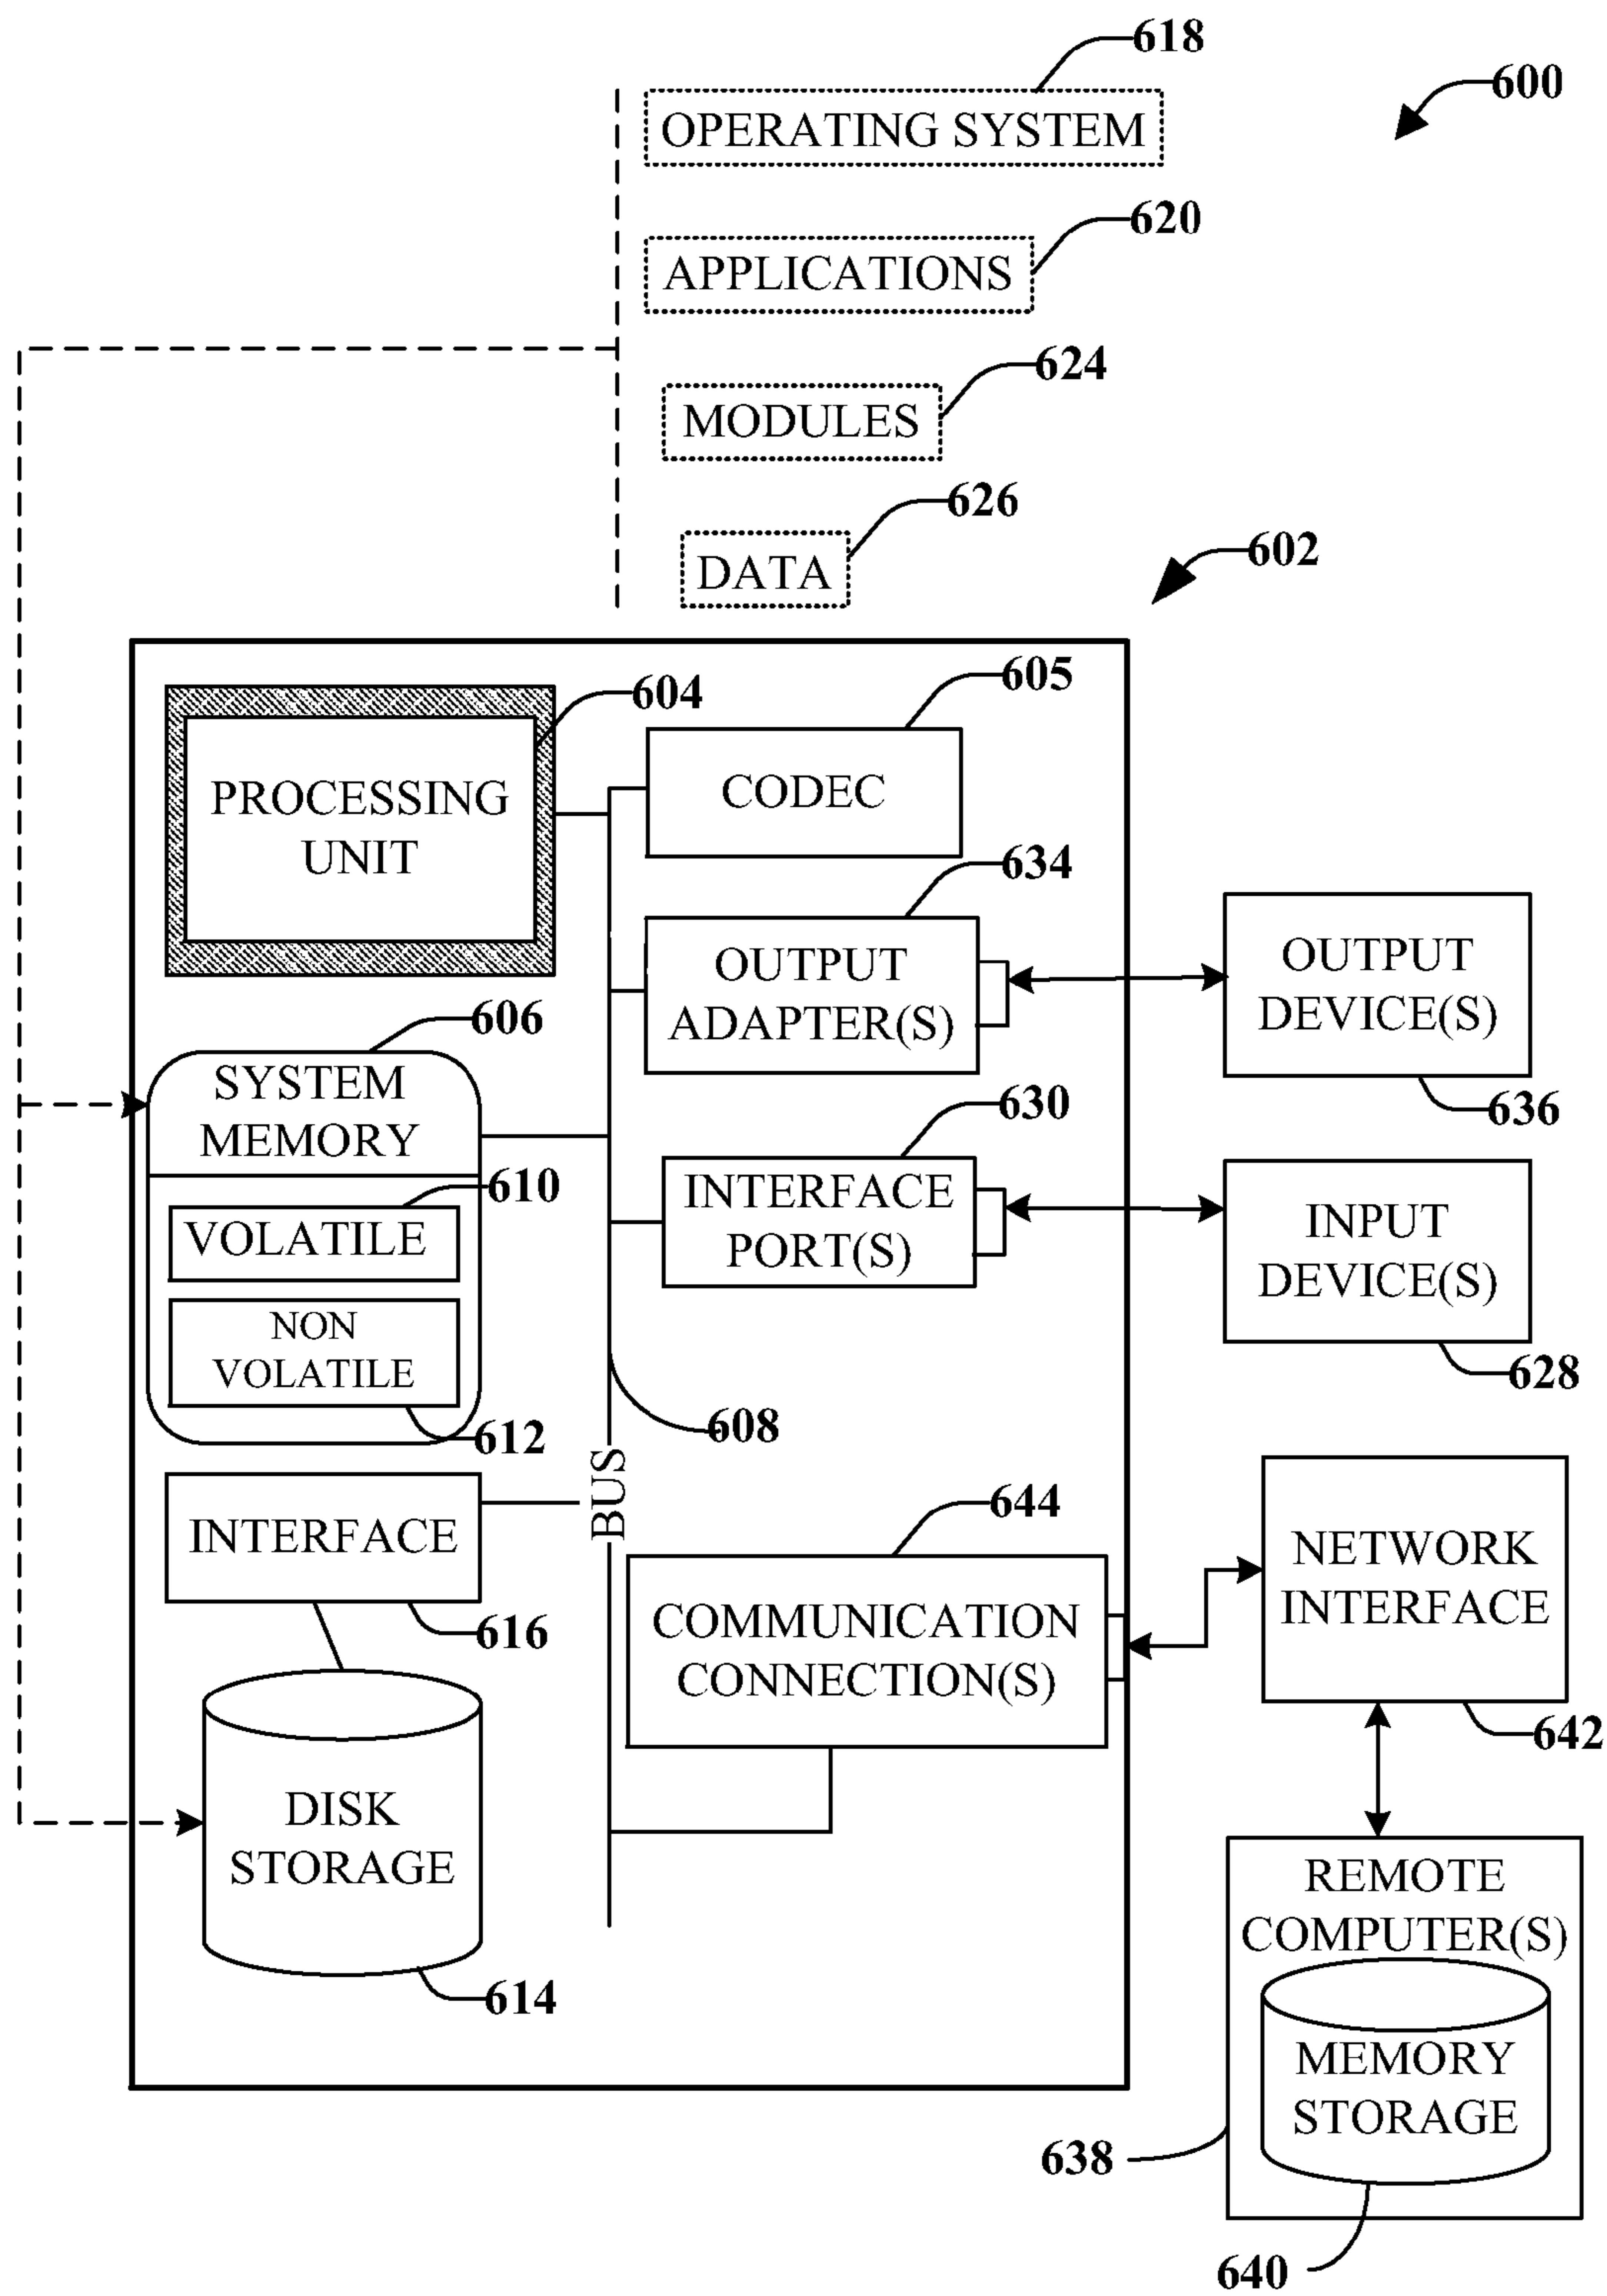 618
600
OPERATING SYSTEM
620
APPLICATIONS
624
MODULES
626
602
DATA
604
605
PROCESSING
UNIT
CODEC
634
OUTPUT
ADAPTER(S)
OUTPUT
DEVICE(S)
636
606
SYSTEM
MEMORY
630
INTERFACE
PORT(S)
INPUT
DEVICE(S)
628
610
VOLATILE
NON
VOLATILE
612
608
BUS
INTERFACE
616
644
COMMUNICATION
CONNECTION(S)
NETWORK
INTERFACE
642
DISK
STORAGE
614
REMOTE
COMPUTER(S)
MEMORY
STORAGE
638
640